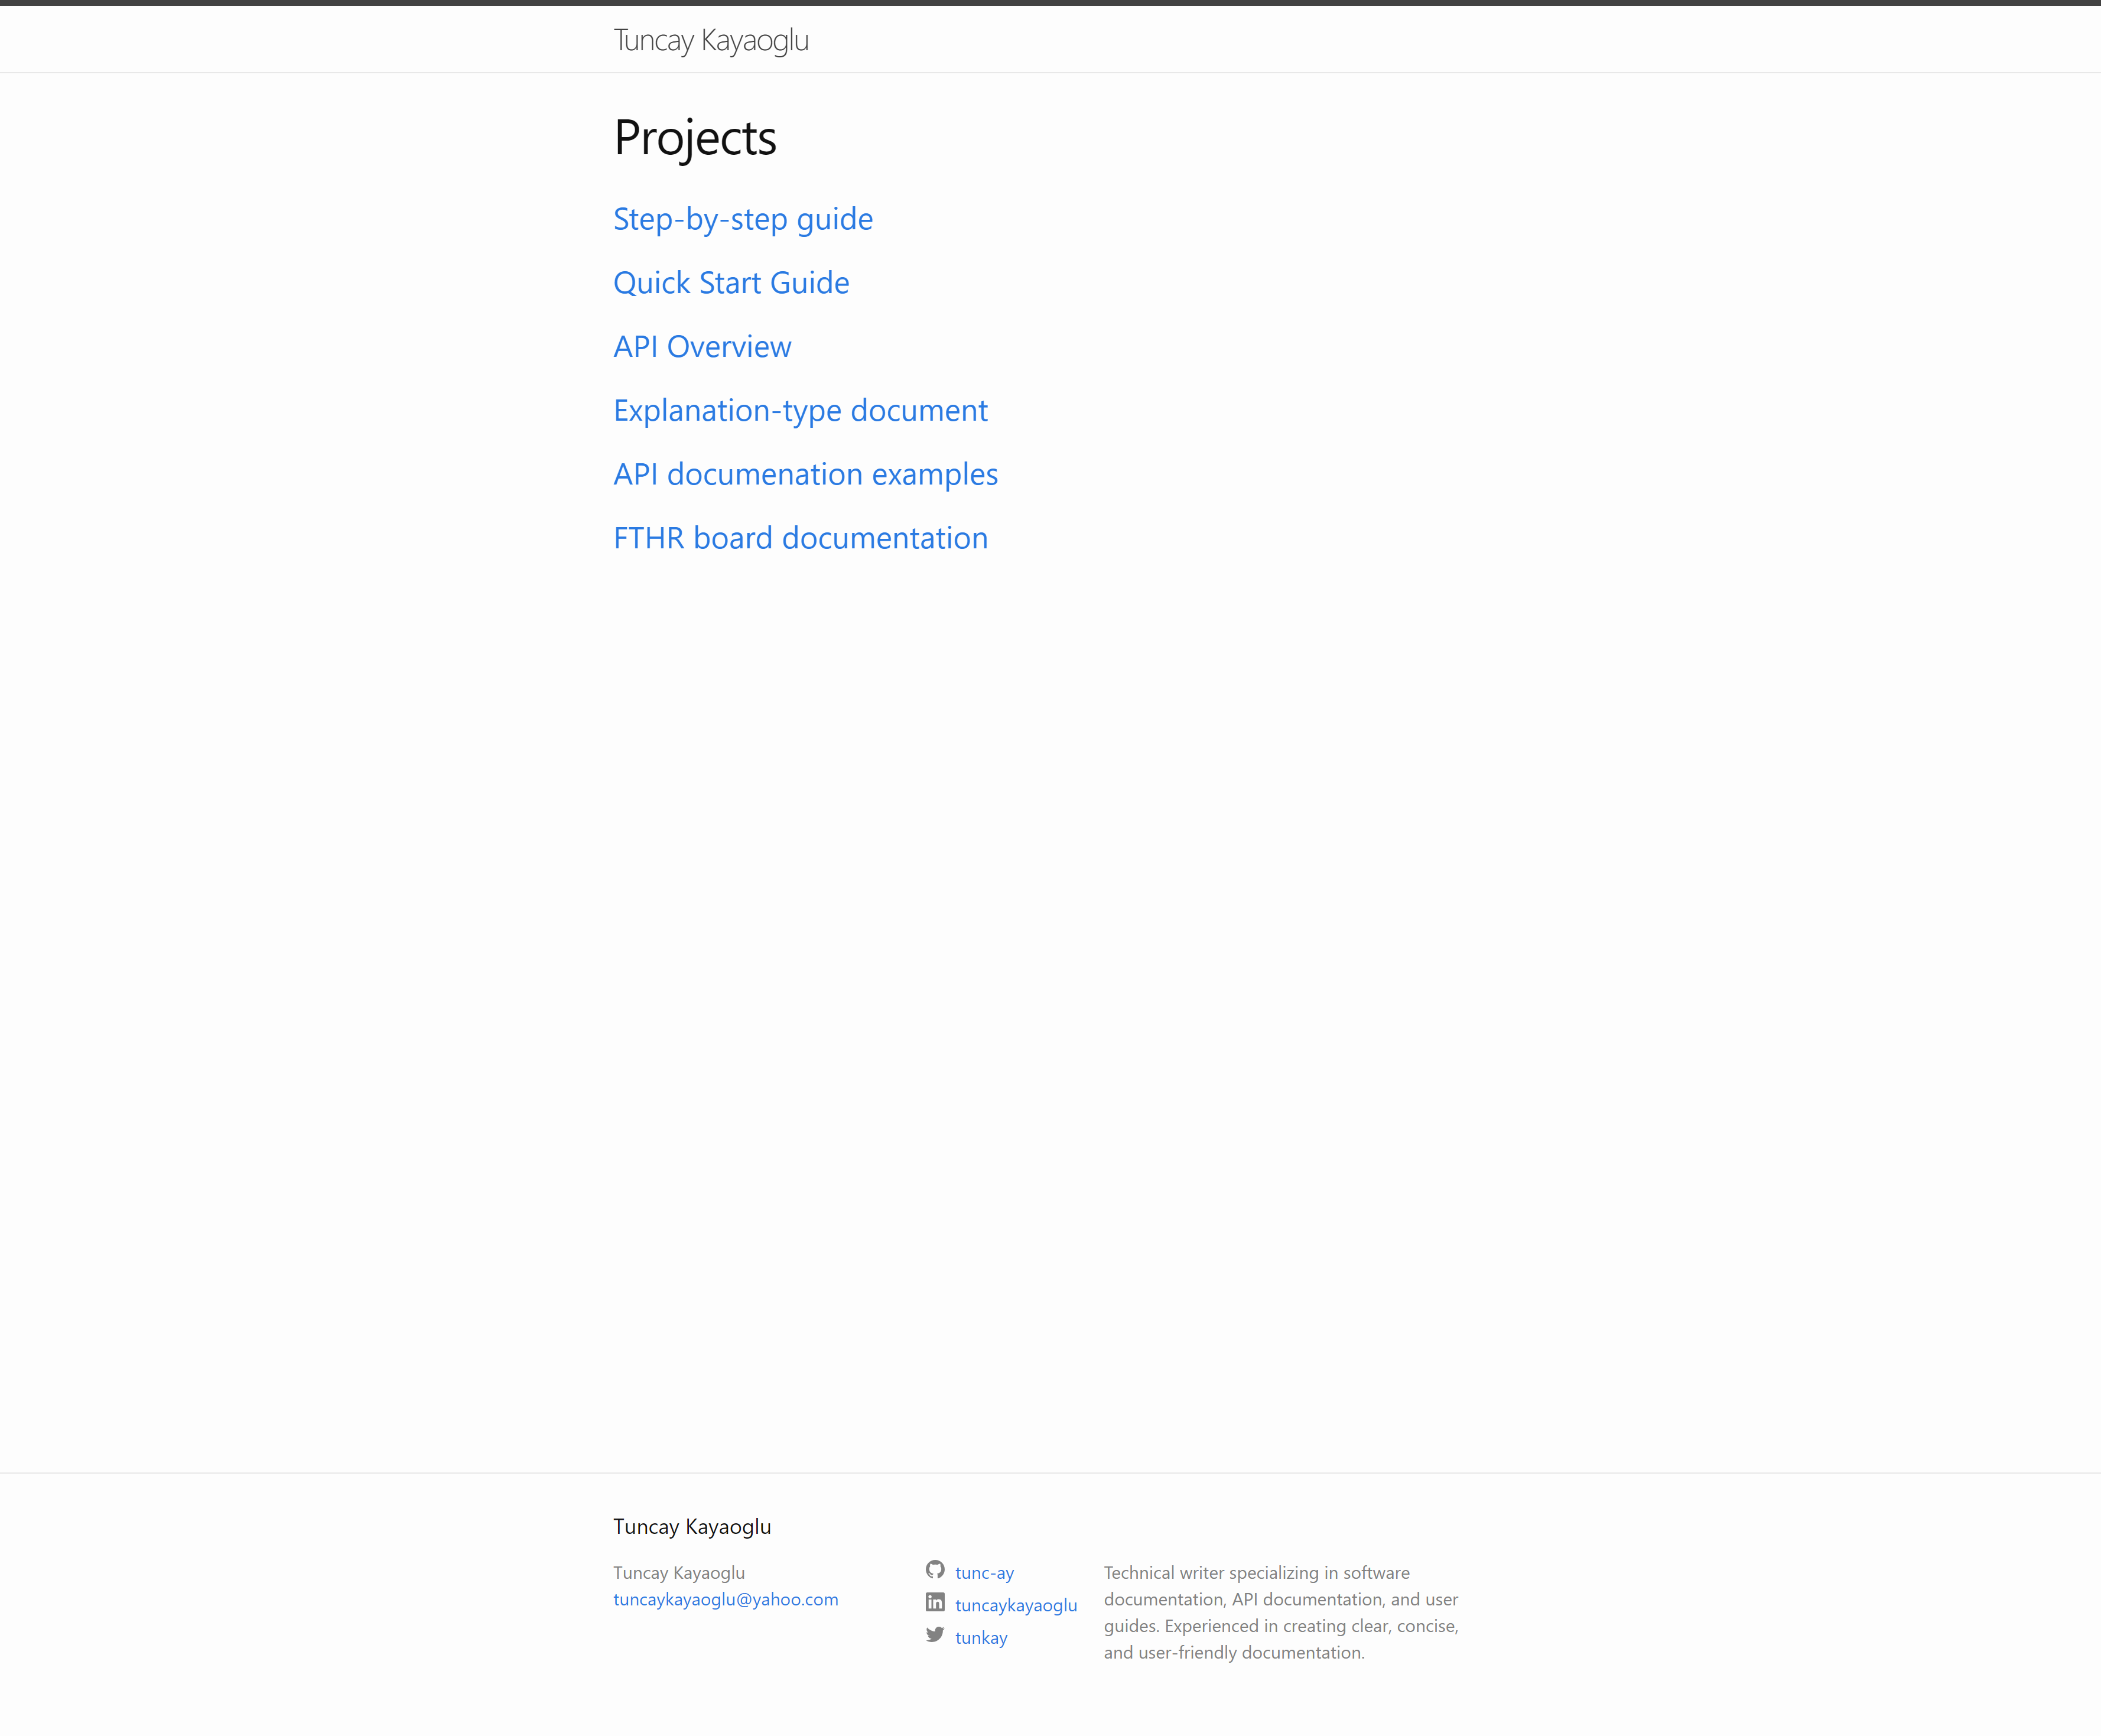 Tuncay Kayaoglu
Projects
Step-by-step guide
Quick Start Guide
API Overview
Explanation-type document
API documenation examples
FTHR board documentation
Tuncay Kayaoglu
Tuncay Kayaoglu
tuncaykayaoglu@yahoo.com
tunc-ay
tuncaykayaoglu
tunkay
Technical writer specializing in software
documentation, API documentation, and user
guides. Experienced in creating clear, concise,
and user-friendly documentation.